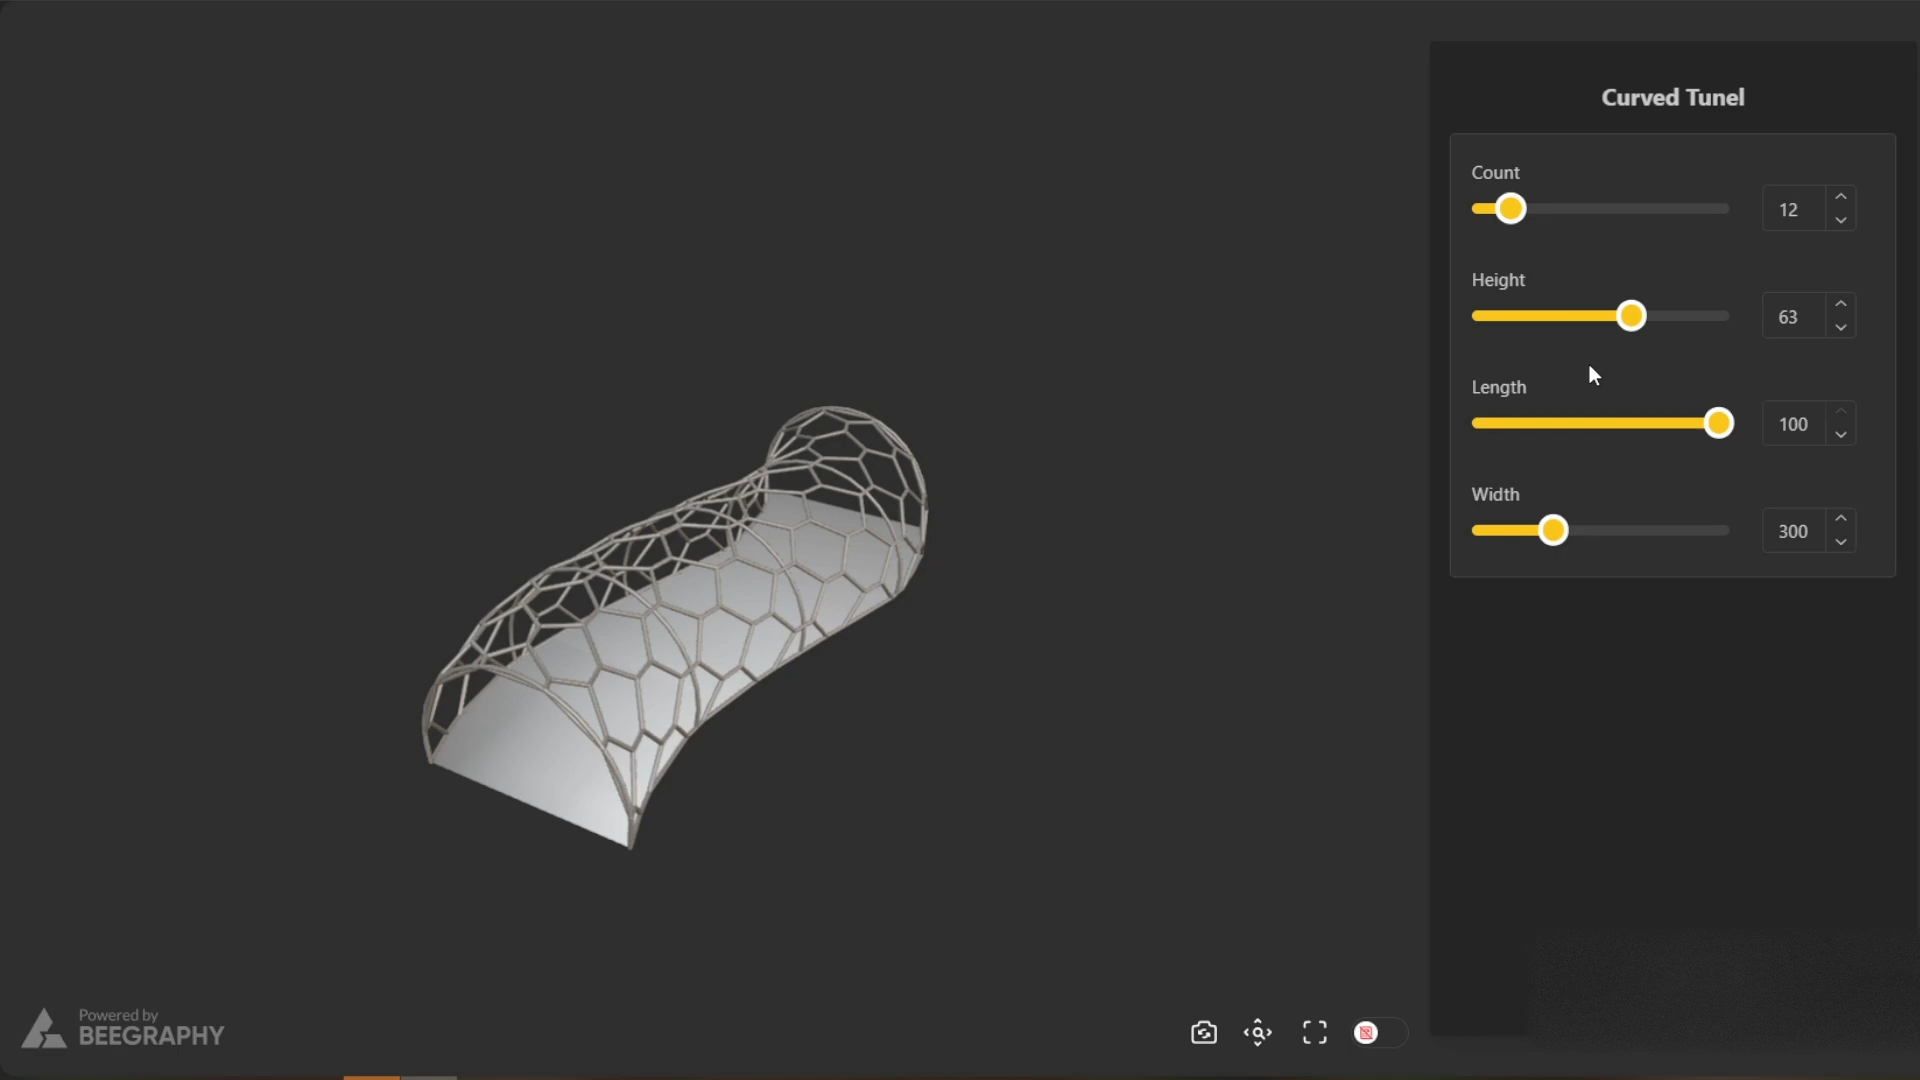 Curved Tunel
Count
12
Height
63
Length
100
Width
300
Powered by
BEEGRAPHY